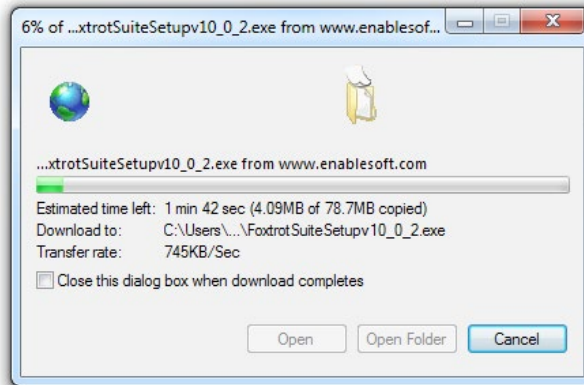 6% of ...xtrotSuiteSetupv10_0_2.exe from www.enablesof...
...xtrotSuiteSetupv10_0_2.exe from www.enablesoft.com
Estimated time left: 1 min 42 sec (4.09MB of 78.7MB copied)
Download to: C:\Users\...\FoxtrotSuiteSetupv10_0_2.exe
Transfer rate: 745KB/Sec
Close this dialog box when download completes
Open Open Folder Cancel